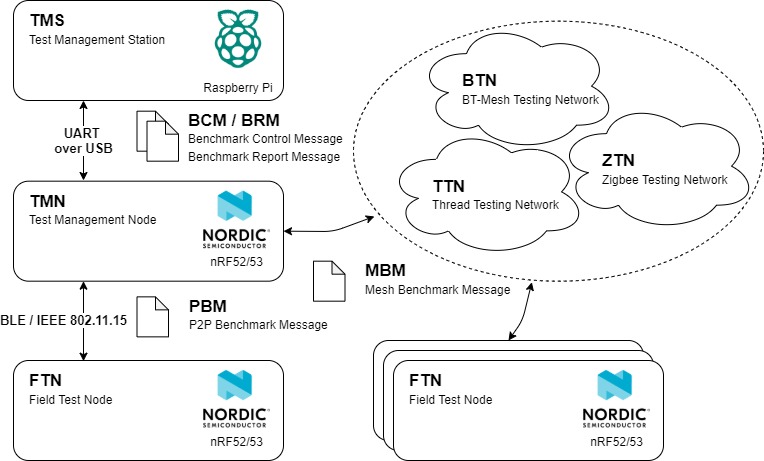 TMS
Test Management Station
Raspberry Pi
UART
over USB
BCM / BRM
Benchmark Control Message
Benchmark Report Message
BTN
BT-Mesh Testing Network
ZTN
Zigbee Testing Network
TTN
Thread Testing Network
TMN
Test Management Node
NORDIC®
SEMICONDUCTOR
nRF52/53
MBM
Mesh Benchmark Message
BLE / IEEE 802.11.15
PBM
P2P Benchmark Message
FTN
Field Test Node
NORDIC®
SEMICONDUCTOR
nRF52/53
FTN
Field Test Node
NORDIC®
SEMICONDUCTOR
nRF52/53